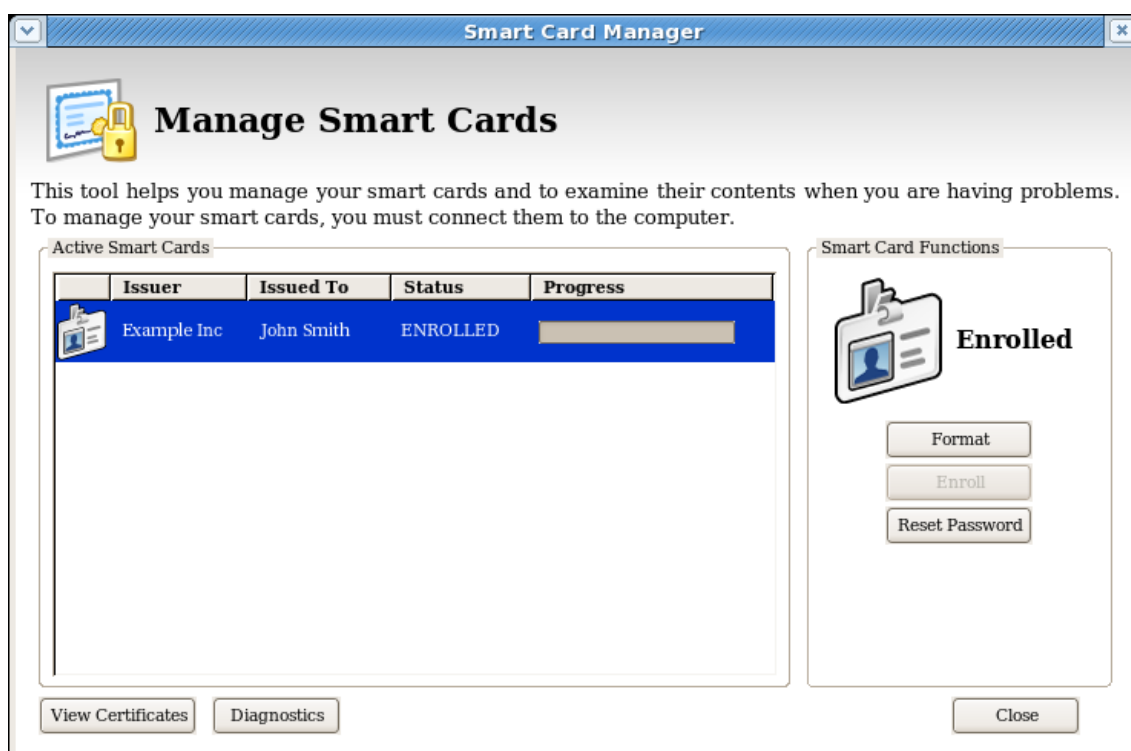 Smart Card Manager
Manage Smart Cards
This tool helps you manage your smart cards and to examine their contents when you are having problems.
To manage your smart cards, you must connect them to the computer.
Active Smart Cards
Issuer Issued To Status Progress
Example Inc John Smith ENROLLED
Smart Card Functions
Enrolled
Format
Enroll
Reset Password
View Certificates Diagnostics Close